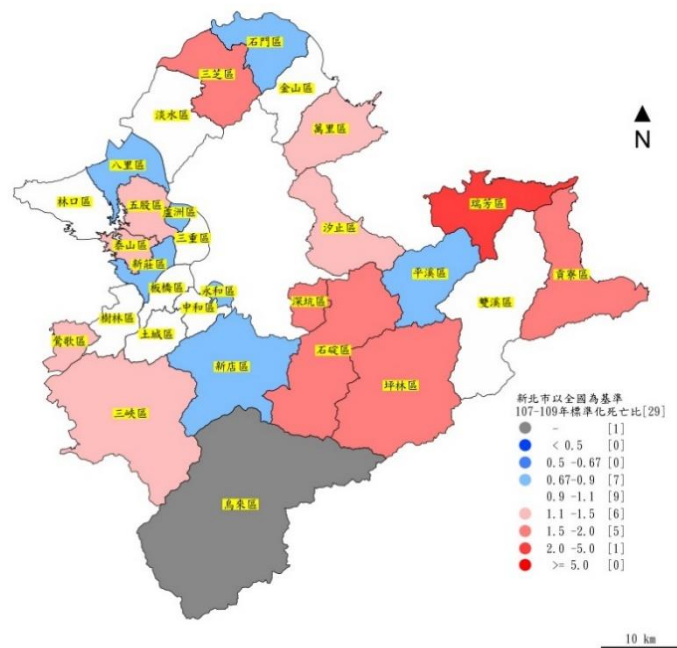 石門區
三芝區
金山區
淡水區
萬里區
N
八里區
林口區
五股區
蘆洲區
瑞芳區
三重區
汐止區
泰山區
新莊區
平溪區
貢寮區
板橋區
永和區
深坑區
雙溪區
中和區
樹林區
土城區
鶯歌區
石碇區
新店區
坪林區
三峽區
烏來區
新北市以全國為基準
107-109年標準化死亡比[29]
- [1]
< 0.5 [0]
0.5 -0.67 [0]
0.67-0.9 [7]
0.9 -1.1 [9]
1.1 -1.5 [6]
1.5 -2.0 [5]
2.0 -5.0 [1]
>= 5.0 [0]
10 km